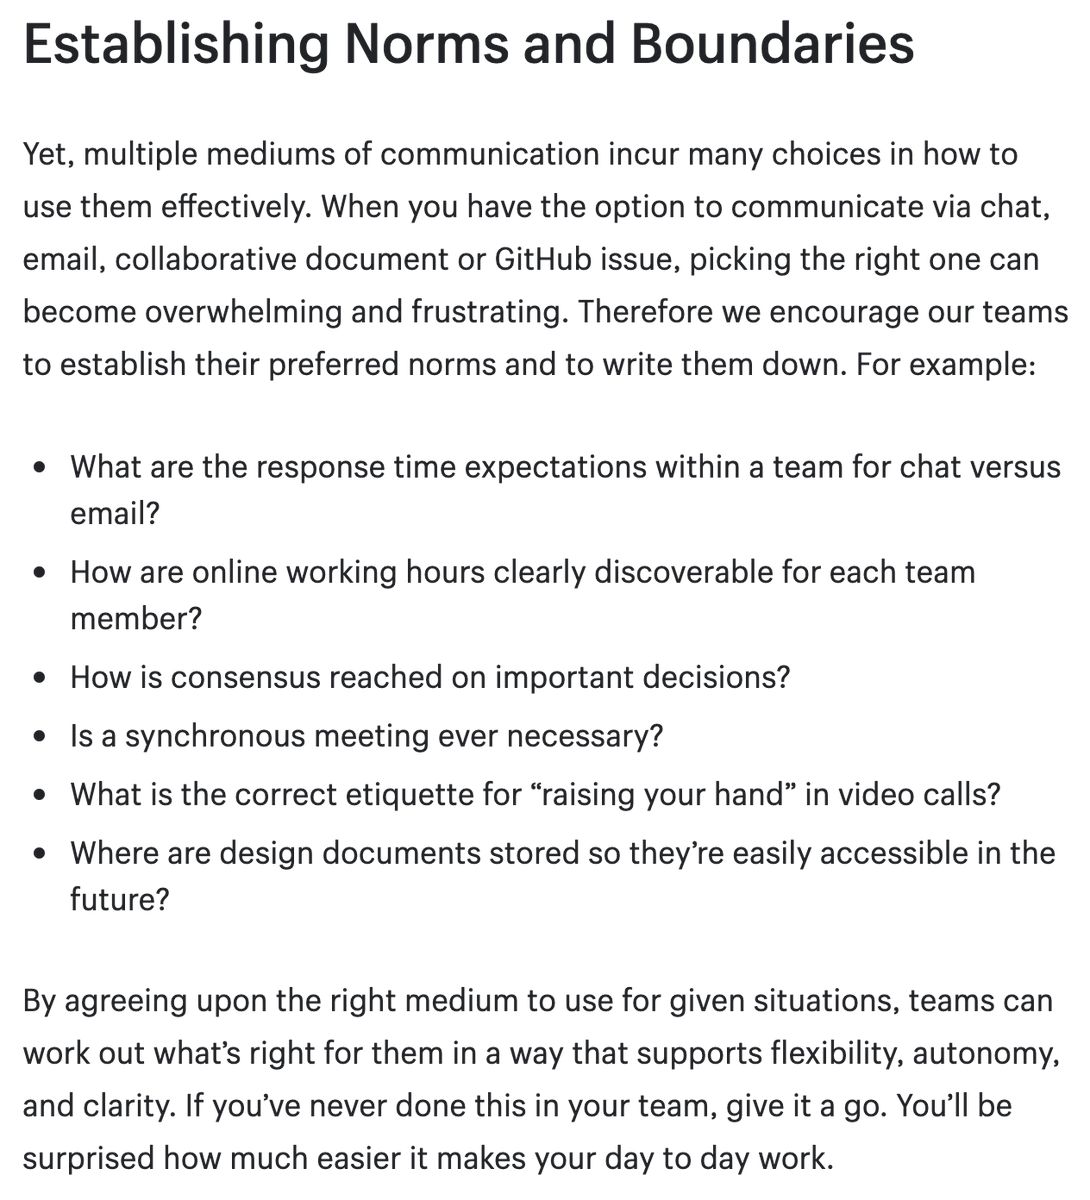 Establishing Norms and Boundaries
Yet, multiple mediums of communication incur many choices in how to
use them effectively. When you have the option to communicate via chat,
email, collaborative document or GitHub issue, picking the right one can
become overwhelming and frustrating. Therefore we encourage our teams
to establish their preferred norms and to write them down. For example:
• What are the response time expectations within a team for chat versus
email?
• How are online working hours clearly discoverable for each team
member?
• How is consensus reached on important decisions?
• Is a synchronous meeting ever necessary?
• What is the correct etiquette for “raising your hand” in video calls?
• Where are design documents stored so they’re easily accessible in the
future?
By agreeing upon the right medium to use for given situations, teams can
work out what’s right for them in a way that supports flexibility, autonomy,
and clarity. If you’ve never done this in your team, give it a go. You’ll be
surprised how much easier it makes your day to day work.